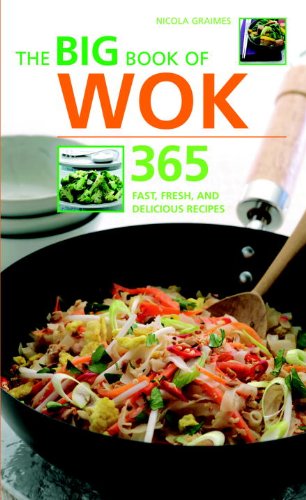 NICOLA GRAIMES
THE BIG BOOK OF
WOK
365
FAST, FRESH, AND
DELICIOUS RECIPES